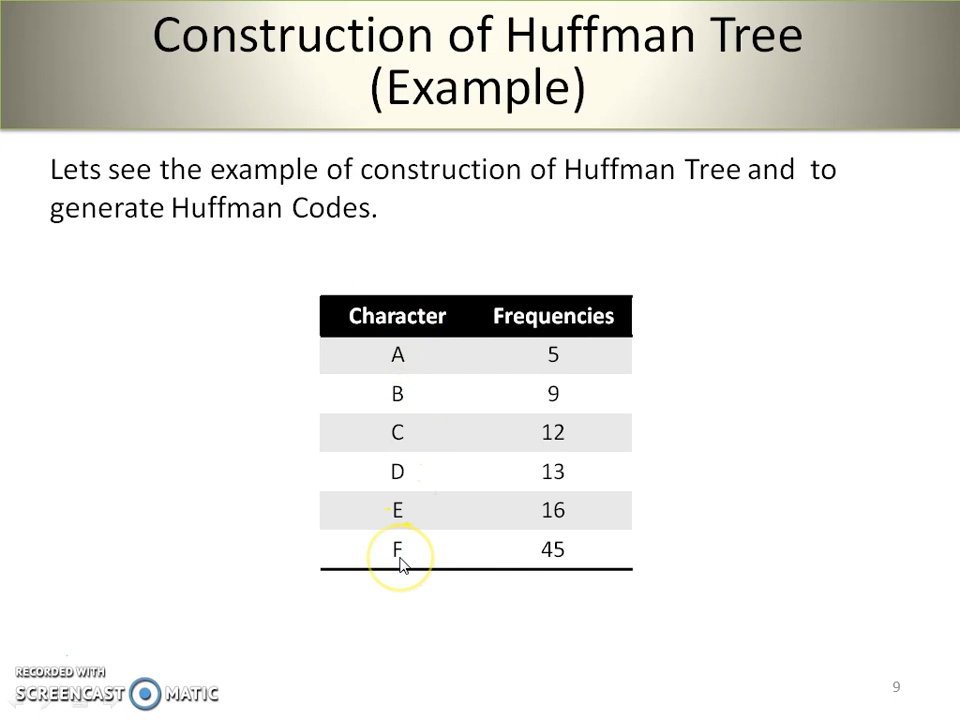 Construction of Huffman Tree
(Example)
Lets see the example of construction of Huffman Tree and to
generate Huffman Codes.
Character Frequencies
A 5
B 9
C 12
D 13
E 16
F 45
RECORDED WITH
SCREENCAST MATIC
9